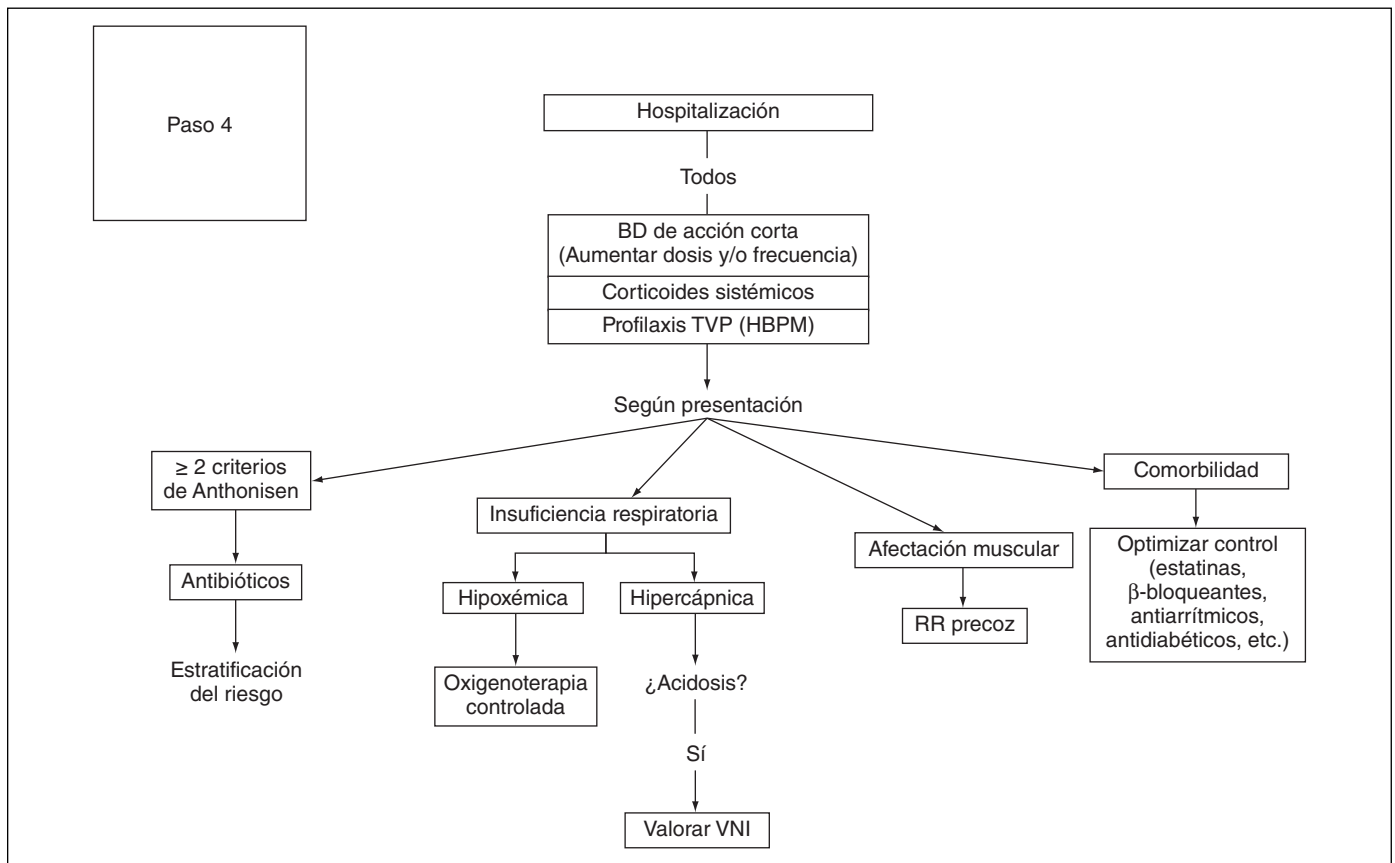 Paso 4
Hospitalización
Todos
BD de acción corta
(Aumentar dosis y/o frecuencia)
Corticoides sistémicos
Profilaxis TVP (HBPM)
Según presentación
≥ 2 criterios
de Anthonisen
Antibióticos
Estratificación
del riesgo
Insuficiencia respiratoria
Hipoxémica
Oxigenoterapia
controlada
Hipercápnica
¿Acidosis?
Sí
Valorar VNI
Afectación muscular
RR precoz
Comorbilidad
Optimizar control
(estatinas,
β-bloqueantes,
antiarrítmicos,
antidiabéticos, etc.)